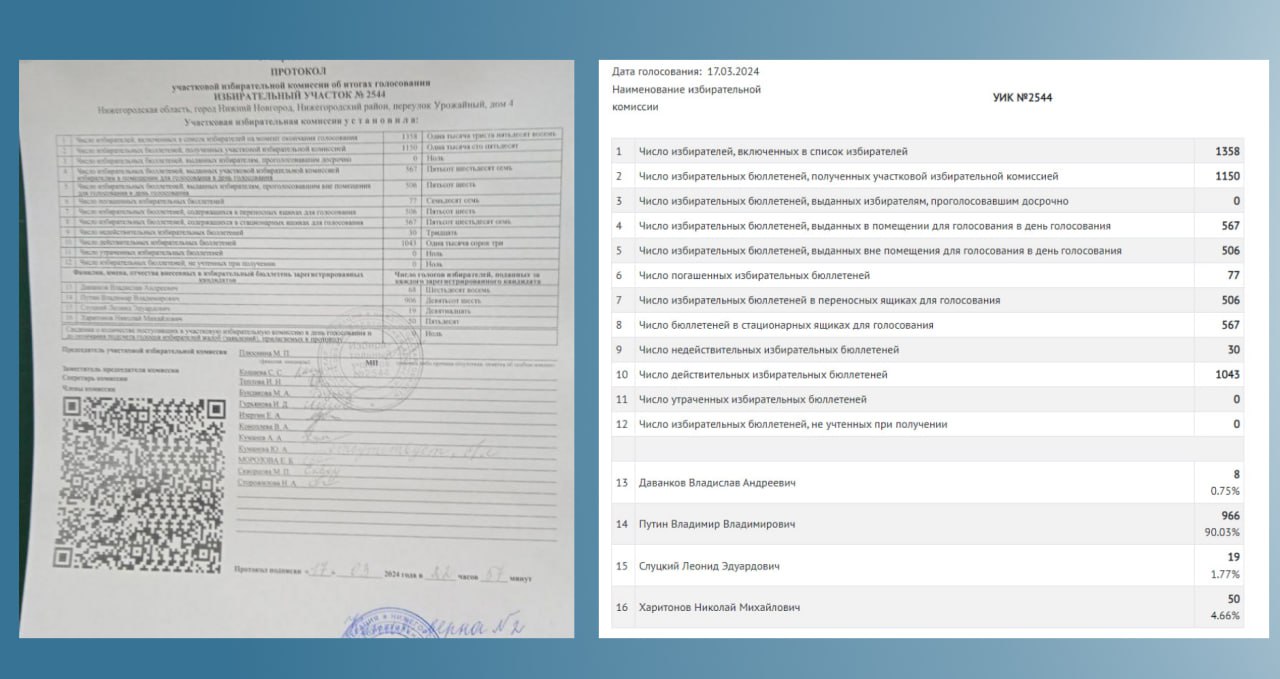 ПРОТОКОЛ
участковой избирательной комиссии об итогах голосования
ИЗБИРАТЕЛЬНЫЙ УЧАСТОК № 2544
Нижегородская область, город Нижний Новгород, Нижегородский район, переулок Урожайный, дом 4
Участковая избирательная комиссия у с т а н о в и л а:
1 Число избирателей, включенных в список избирателей на момент окончания голосования 1358 Одна тысяча триста пятьдесят восемь
2 Число избирательных бюллетеней, полученных участковой избирательной комиссией 1150 Одна тысяча сто пятьдесят
3 Число избирательных бюллетеней, выданных избирателям, проголосовавшим досрочно 0 Ноль
4 Число избирательных бюллетеней, выданных участковой избирательной комиссией 567 Пятьсот шестьдесят семь
избирателям в помещении для голосования в день голосования
5 Число избирательных бюллетеней, выданных избирателям, проголосовавшим вне помещения 506 Пятьсот шесть
для голосования в день голосования
6 Число погашенных избирательных бюллетеней 77 Семьдесят семь
7 Число избирательных бюллетеней, содержащихся в переносных ящиках для голосования 506 Пятьсот шесть
8 Число избирательных бюллетеней, содержащихся в стационарных ящиках для голосования 567 Пятьсот шестьдесят семь
9 Число недействительных избирательных бюллетеней 30 Тридцать
10 Число действительных избирательных бюллетеней 1043 Одна тысяча сорок три
11 Число утраченных избирательных бюллетеней 0 Ноль
12 Число избирательных бюллетеней, не учтенных при получении 0 Ноль
Фамилии, имена, отчества внесенных в избирательный бюллетень зарегистрированных кандидатов
Число голосов избирателей, поданных за каждого зарегистрированного кандидата
13 Даванков Владислав Андреевич 68 Шестьдесят восемь
14 Путин Владимир Владимирович 906 Девятьсот шесть
15 Слуцкий Леонид Эдуардович 19 Девятнадцать
16 Харитонов Николай Михайлович 50 Пятьдесят
Сведения о количестве поступивших в участковую избирательную комиссию в день голосования и 0 Ноль
до окончания подсчета голосов избирателей жалоб (заявлений), прилагаемых к протоколу
Председатель участковой избирательной комиссии Плюхина М. П.
МП
Заместитель председателя комиссии
Секретарь комиссии
Члены комиссии
Бундакова М. А.
Гурьянова И. Д.
Изергин Е. А.
Коноплева В. А.
Куманев А. А.
Куманева Ю. А.
МОРОЗОВА Е. Б.
Скворцова М. П.
Сторожилова Н. А.
Протокол подписан «17» 03 2024 года в 22 часов 57 минут
верна № 2
Дата голосования: 17.03.2024
Наименование избирательной
комиссии
УИК №2544
1 Число избирателей, включенных в список избирателей 1358
2 Число избирательных бюллетеней, полученных участковой избирательной комиссией 1150
3 Число избирательных бюллетеней, выданных избирателям, проголосовавшим досрочно 0
4 Число избирательных бюллетеней, выданных в помещении для голосования в день голосования 567
5 Число избирательных бюллетеней, выданных вне помещения для голосования в день голосования 506
6 Число погашенных избирательных бюллетеней 77
7 Число избирательных бюллетеней в переносных ящиках для голосования 506
8 Число бюллетеней в стационарных ящиках для голосования 567
9 Число недействительных избирательных бюллетеней 30
10 Число действительных избирательных бюллетеней 1043
11 Число утраченных избирательных бюллетеней 0
12 Число избирательных бюллетеней, не учтенных при получении 0
13 Даванков Владислав Андреевич 8
0.75%
14 Путин Владимир Владимирович 966
90.03%
15 Слуцкий Леонид Эдуардович 19
1.77%
16 Харитонов Николай Михайлович 50
4.66%